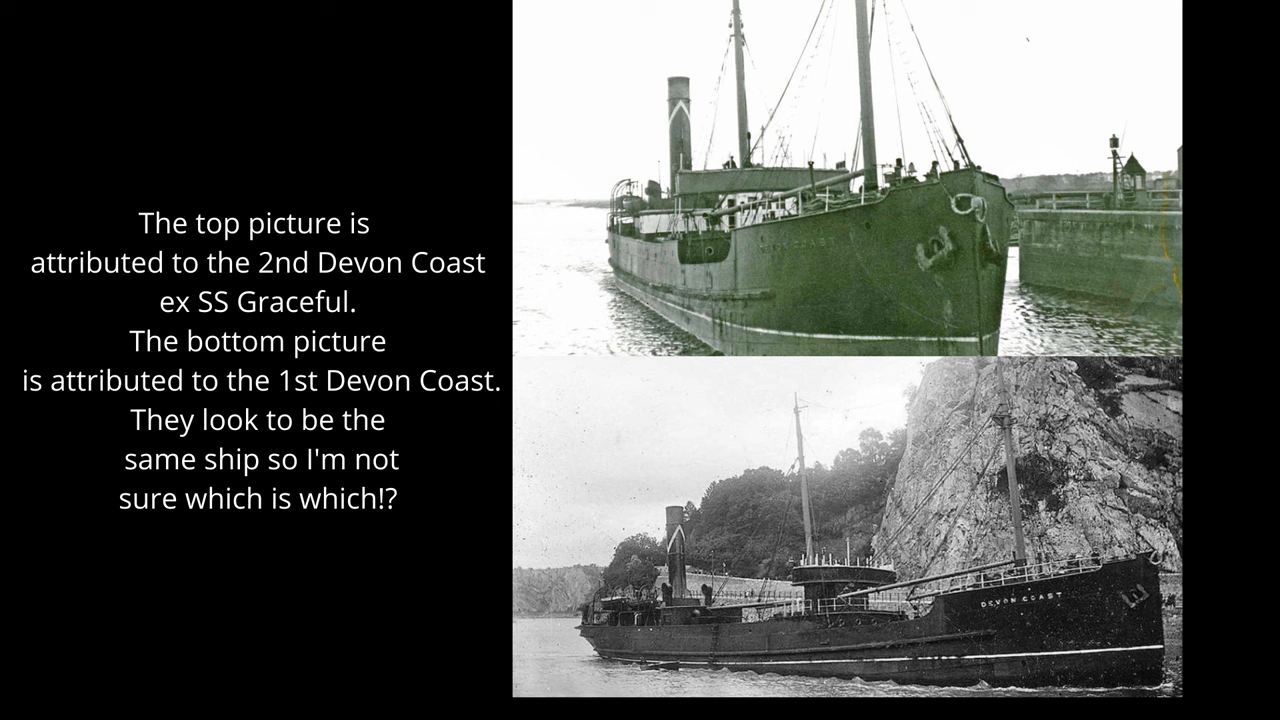 The top picture is
attributed to the 2nd Devon Coast
ex SS Graceful.
The bottom picture
is attributed to the 1st Devon Coast.
They look to be the
same ship so I'm not
sure which is which!?
COAST
DEVON COAST